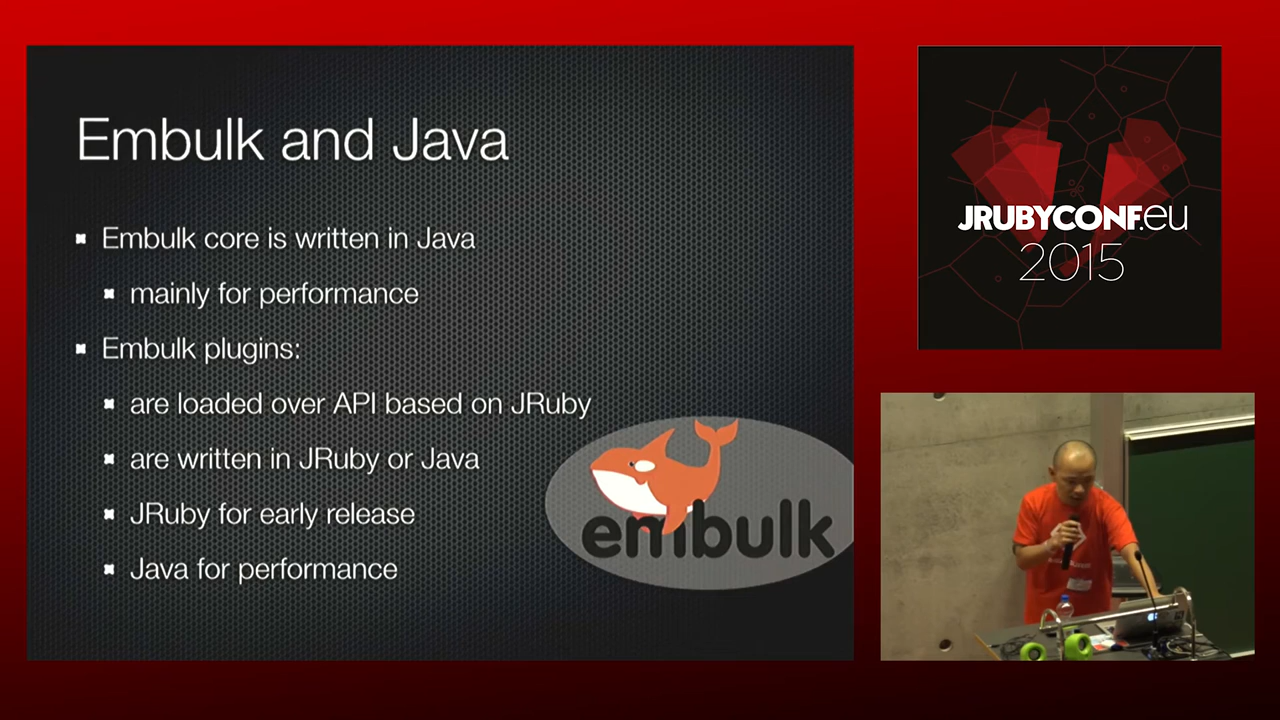 Embulk and Java
Embulk core is written in Java
mainly for performance
Embulk plugins:
are loaded over API based on JRuby
are written in JRuby or Java
JRuby for early release
Java for performance
embulk
JRUBYCONF.eu
2015